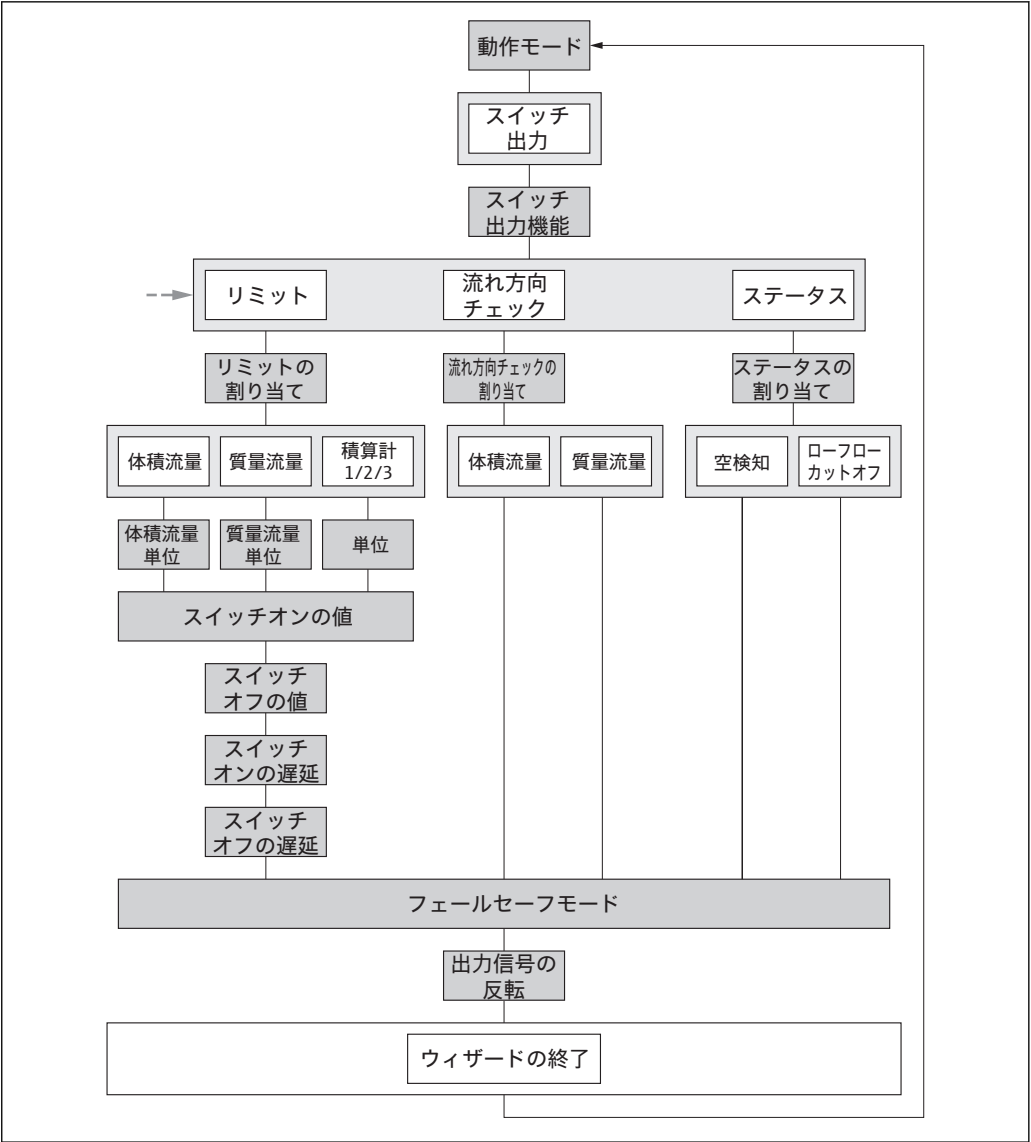 動作モード
スイッチ
出力
スイッチ
出力機能
リミット
流れ方向
チェック
ステータス
リミットの
割り当て
流れ方向チェックの
割り当て
ステータスの
割り当て
体積流量
質量流量
積算計
1/2/3
体積流量
質量流量
空検知
ローフロー
カットオフ
体積流量
単位
質量流量
単位
単位
スイッチオンの値
スイッチ
オフの値
スイッチ
オンの遅延
スイッチ
オフの遅延
フェールセーフモード
出力信号の
反転
ウィザードの終了